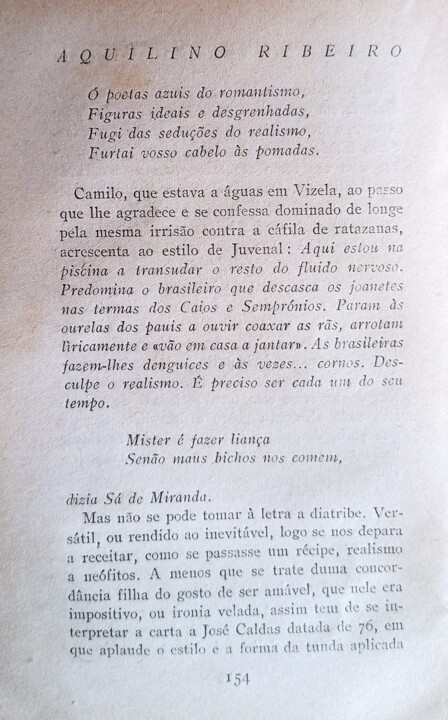 AQUILINO RIBEIRO
Ó poetas azuis do romantismo,
Figuras ideais e desgrenhadas,
Fugi das seduções do realismo,
Furtai vosso cabelo às pomadas.
Camilo, que estava a águas em Vizela, ao passo
que lhe agradece e se confessa dominado de longe
pela mesma irrisão contra a cáfila de ratazanas,
acrescenta ao estilo de Juvenal: Aqui estou na
piscina a transudar o resto do fluido nervoso.
Predomina o brasileiro que descasca os joanetes
nas termas dos Caios e Semprónios. Param às
ourelas dos pauis a ouvir coaxar as rãs, arrotam
liricamente e «vão em casa a jantar». As brasileiras
fazem-lhes denguices e às vezes... cornos. Des-
culpe o realismo. É preciso ser cada um do seu
tempo.
Mister é fazer liança
Senão maus bichos nos comem,
dizia Sá de Miranda.
Mas não se pode tomar à letra a diatribe. Ver-
sátil, ou rendido ao inevitável, logo se nos depara
a receitar, como se passasse um récipe, realismo
a neófitos. A menos que se trate duma concor-
dância filha do gosto de ser amável, que nele era
impositivo, ou ironia velada, assim tem de se in-
terpretar a carta a José Caldas datada de 76, em
que aplaude o estilo e a forma da tunda aplicada
154